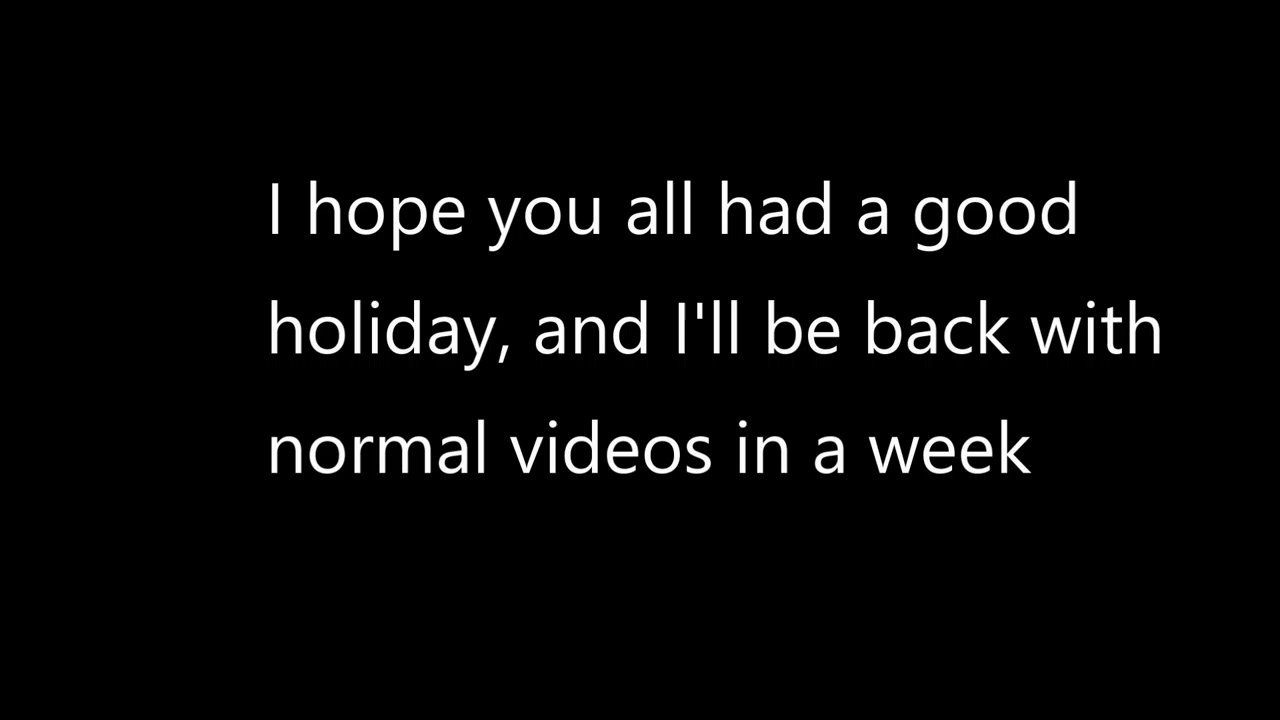 I hope you all had a good
holiday, and I'll be back with
normal videos in a week